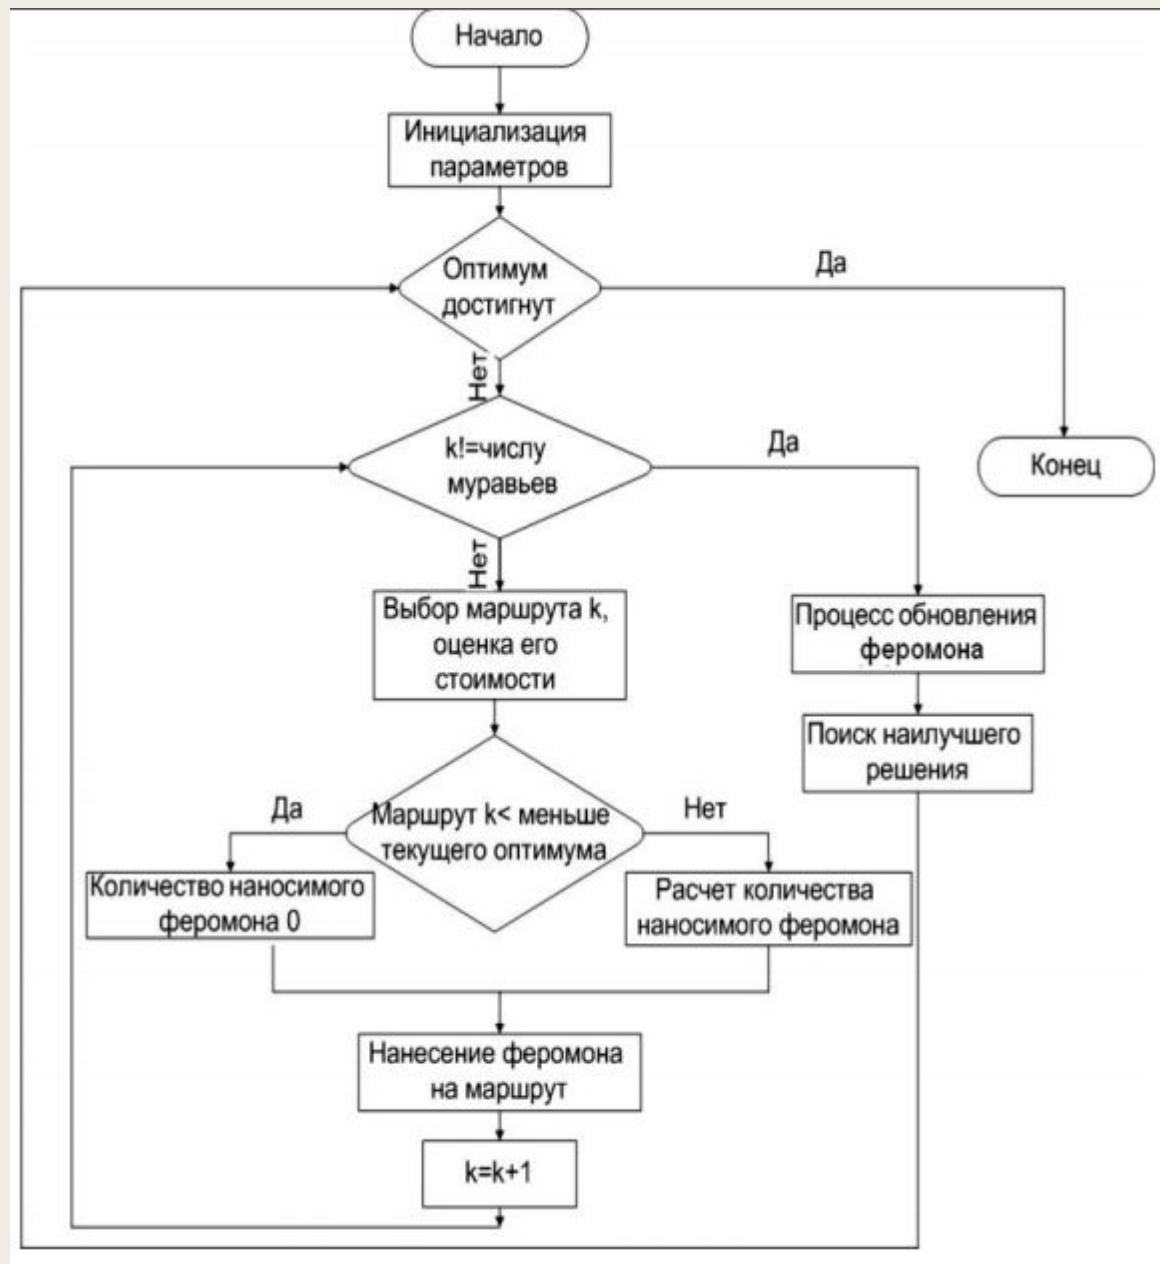 Начало
Инициализация
параметров
Оптимум
достигнут
Да
Нет
k!=числу
муравьев
Да
Конец
Нет
Выбор маршрута k,
оценка его
стоимости
Процесс обновления
феромона
Поиск наилучшего
решения
Да
Маршрут k< меньше
текущего оптимума
Нет
Количество наносимого
феромона 0
Расчет количества
наносимого феромона
Нанесение феромона
на маршрут
k=k+1